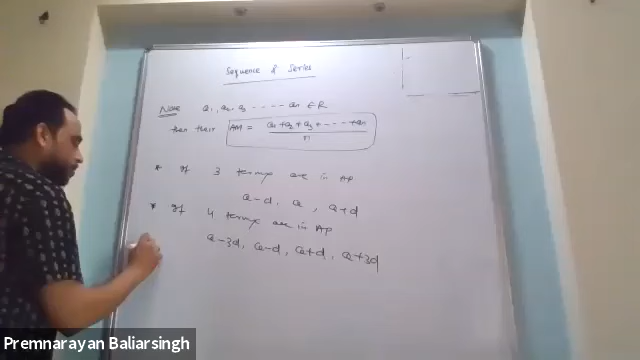 Sequence & Series
Note a₁, a₂, a₃ ----- aₙ ∈ R
then their AM = a₁ + a₂ + a₃ + ----- + aₙ / n
* If 3 terms are in AP
a-d, a, a+d
* If 4 terms are in AP
a-3d, a-d, a+d, a+3d
Premnarayan Baliarsingh